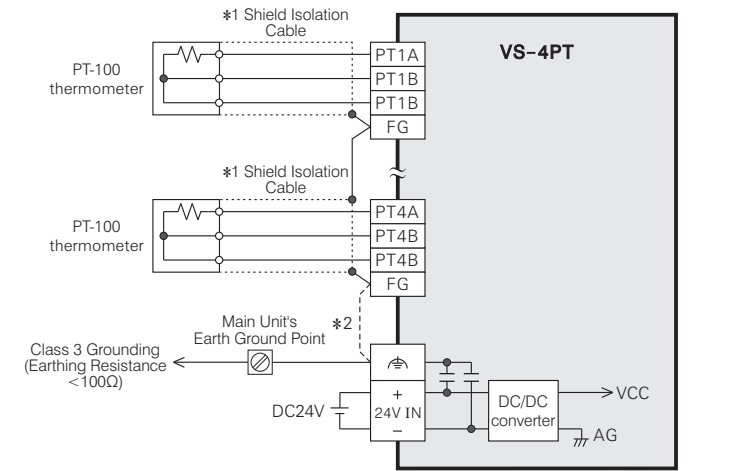 *1 Shield Isolation
Cable
VS-4PT
PT-100
thermometer
PT1A
PT1B
PT1B
FG
*1 Shield Isolation
Cable
PT-100
thermometer
PT4A
PT4B
PT4B
FG
*2
Main Unit's
Earth Ground Point
Class 3 Grounding
(Earthing Resistance
<100Ω)
DC24V
+
24V IN
−
DC/DC
converter
VCC
AG